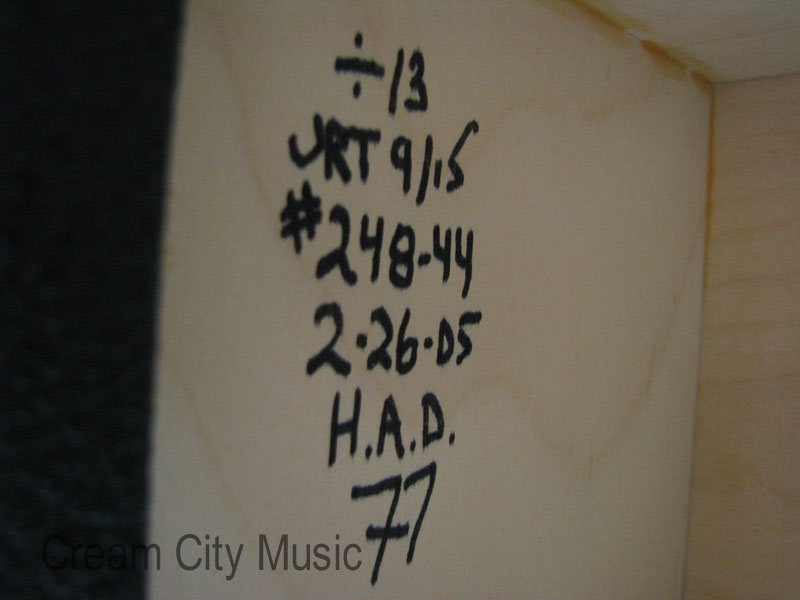 ÷13
JRT 9/15
#248-44
2·26·05
H.A.D.
77
Cream City Music